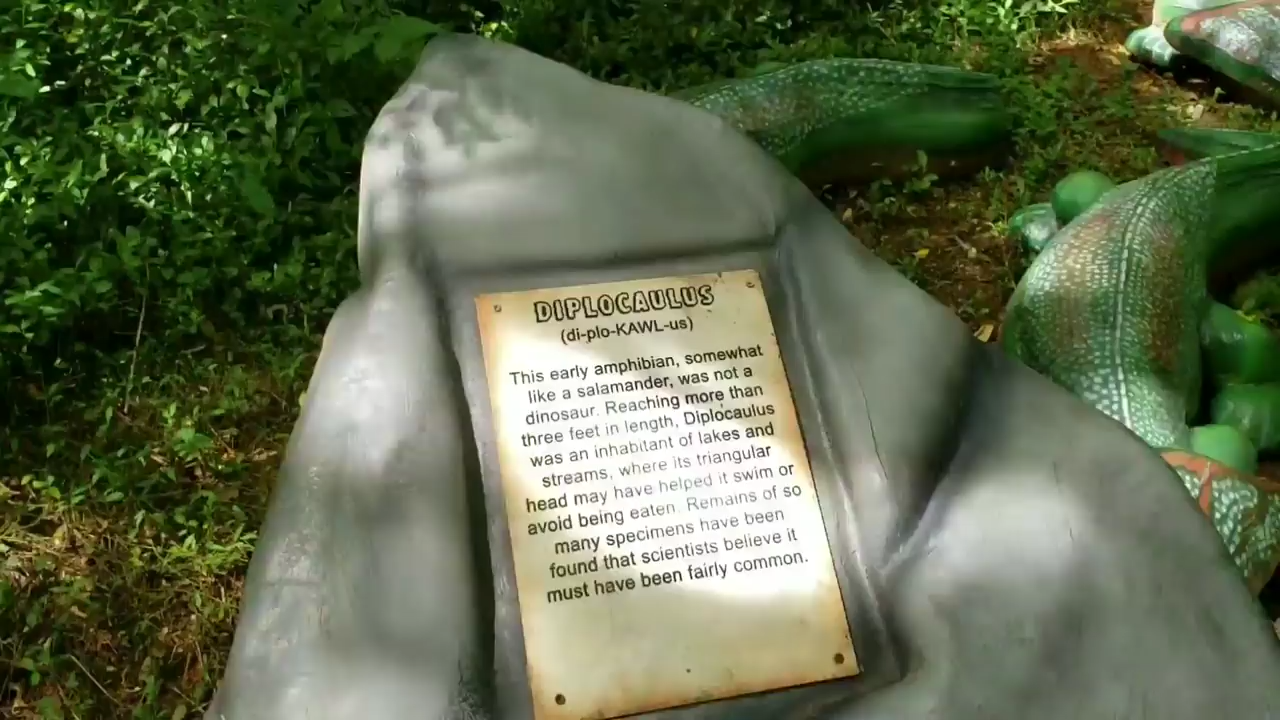 DIPLOCAULUS
(di-plo-KAWL-us)
This early amphibian, somewhat
like a salamander, was not a
dinosaur. Reaching more than
three feet in length, Diplocaulus
was an inhabitant of lakes and
streams, where its triangular
head may have helped it swim or
avoid being eaten. Remains of so
many specimens have been
found that scientists believe it
must have been fairly common.